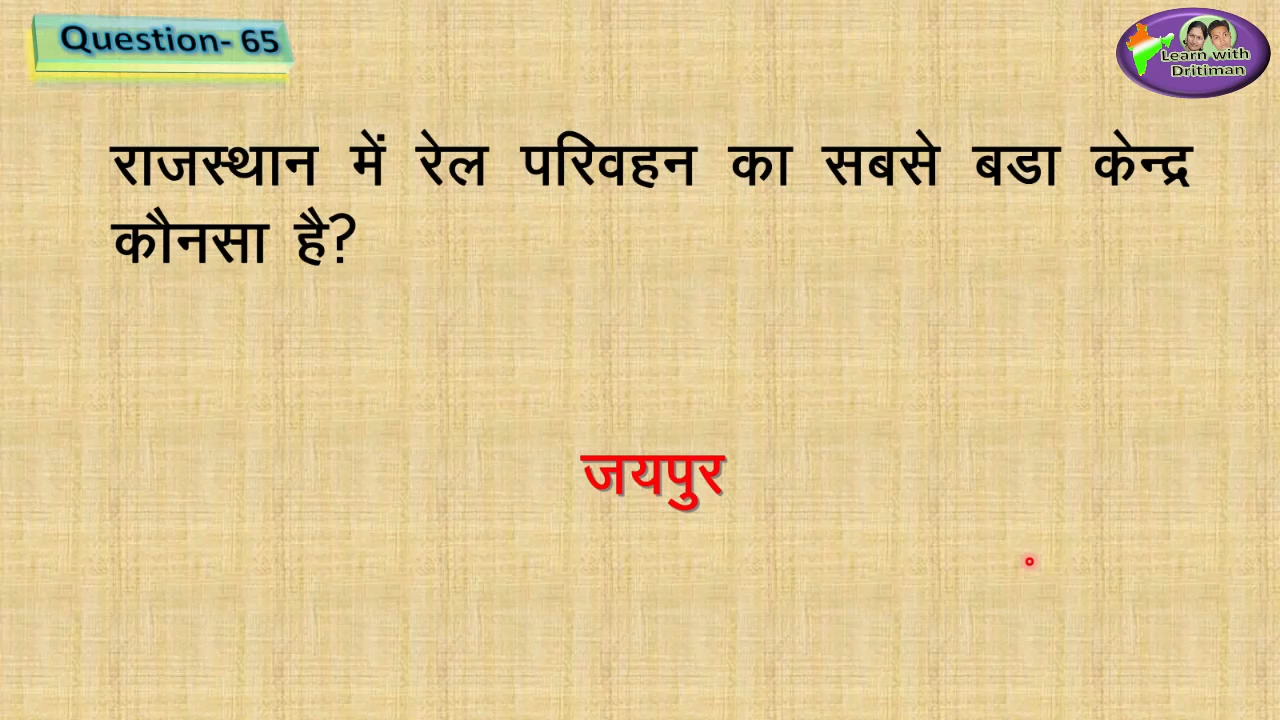 Question- 65
Learn with
Dritiman
राजस्थान में रेल परिवहन का सबसे बडा केन्द्र
कौनसा है?
जयपुर